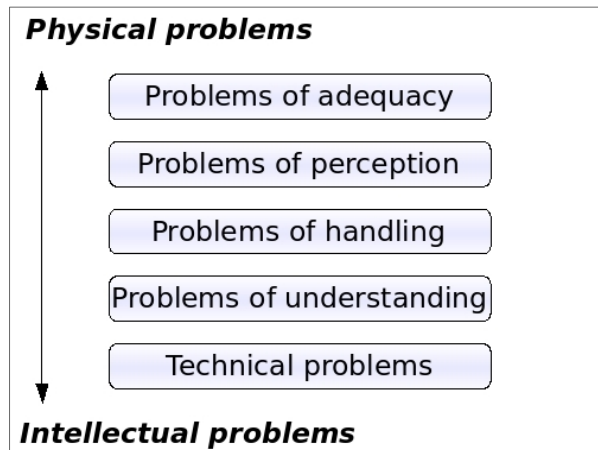 Physical problems
Problems of adequacy
Problems of perception
Problems of handling
Problems of understanding
Technical problems
Intellectual problems